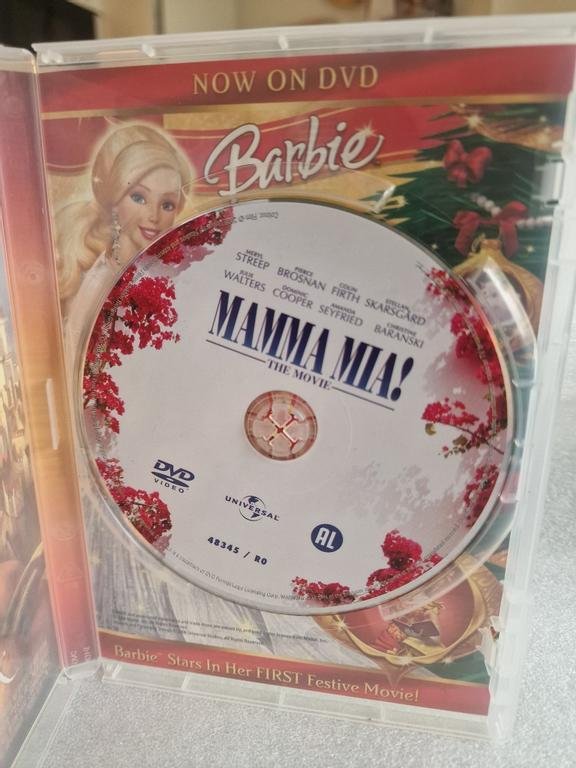 NOW ON DVD
Barbie™
MERYL STREEP PIERCE BROSNAN COLIN FIRTH STELLAN SKARSGÅRD
JULIE WALTERS DOMINIC COOPER AMANDA SEYFRIED CHRISTINE BARANSKI
MAMMA MIA!
THE MOVIE
DVD
VIDEO
UNIVERSAL
AL
48345 / R0
Barbie™ Stars In Her FIRST Festive Movie!